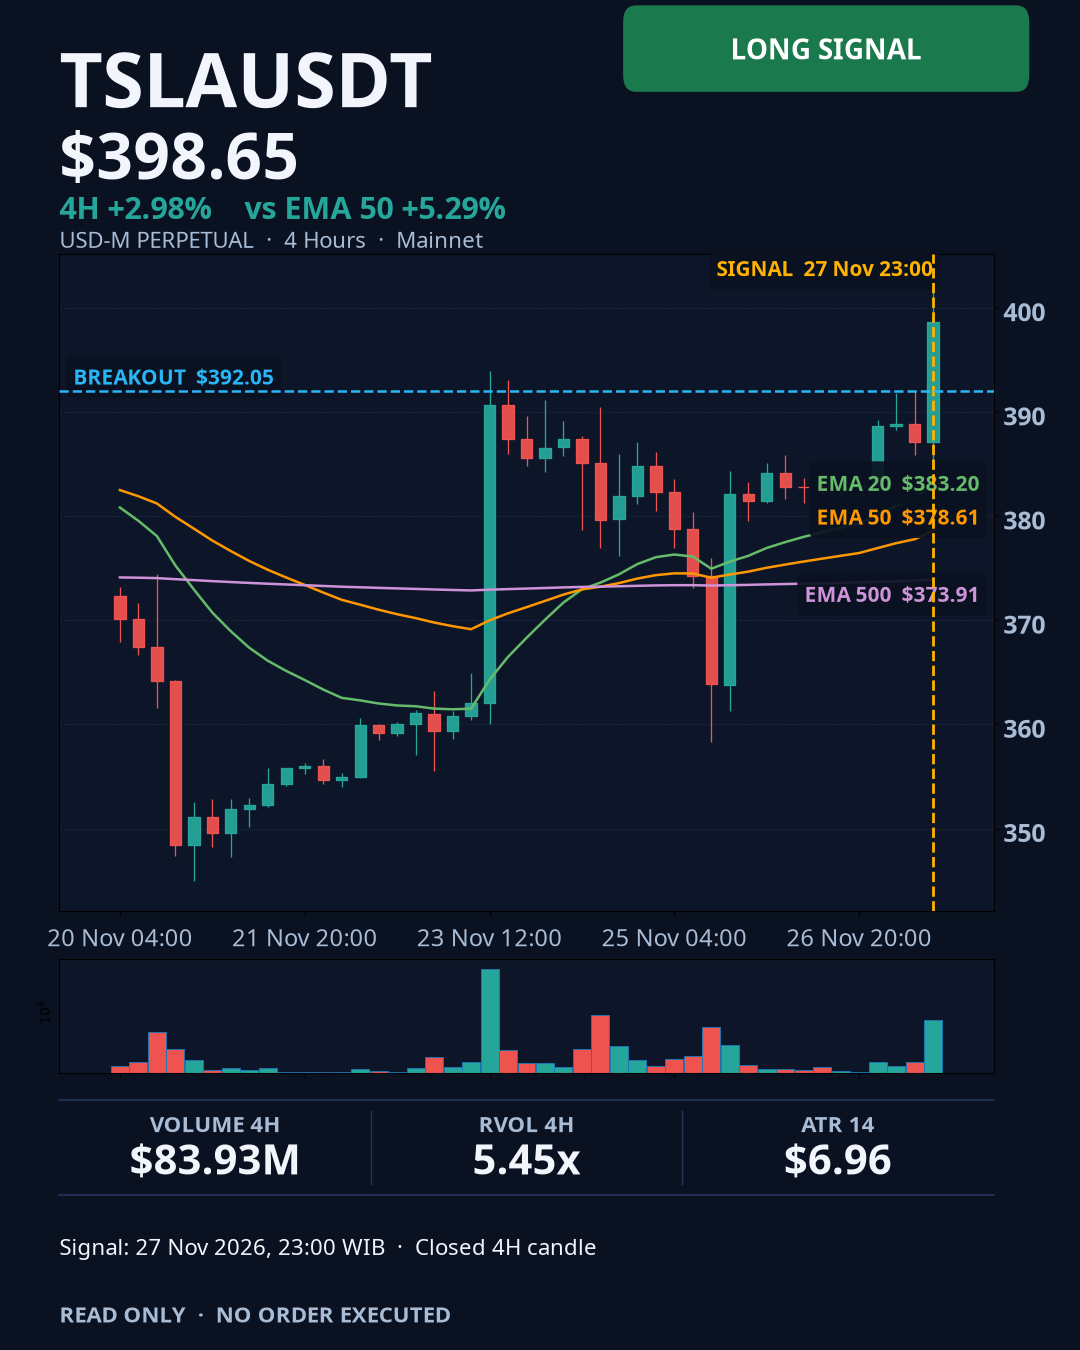 LONG SIGNAL
TSLAUSDT
$398.65
4H +2.98% vs EMA 50 +5.29%
USD-M PERPETUAL · 4 Hours · Mainnet
SIGNAL 27 Nov 23:00
BREAKOUT $392.05
400
390
380
370
360
350
EMA 20 $383.20
EMA 50 $378.61
EMA 500 $373.91
20 Nov 04:00 21 Nov 20:00 23 Nov 12:00 25 Nov 04:00 26 Nov 20:00
10⁶
VOLUME 4H RVOL 4H ATR 14
$83.93M 5.45x $6.96
Signal: 27 Nov 2026, 23:00 WIB · Closed 4H candle
READ ONLY · NO ORDER EXECUTED